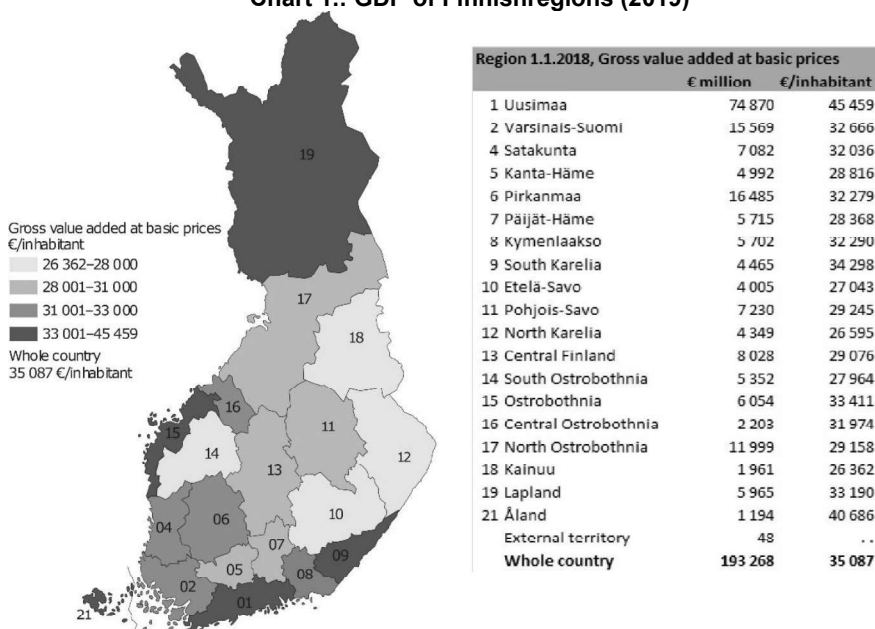 Chart 1.: GDP of Finnishregions (2019)
Gross value added at basic prices
€/inhabitant
26 362–28 000
28 001–31 000
31 001–33 000
33 001–45 459
Whole country
35 087 €/inhabitant
19
17
18
16
15
14
11
12
13
10
04
06
07
09
05
08
02
01
21
Region 1.1.2018, Gross value added at basic prices
€ million €/inhabitant
1 Uusimaa 74 870 45 459
2 Varsinais-Suomi 15 569 32 666
4 Satakunta 7 082 32 036
5 Kanta-Häme 4 992 28 816
6 Pirkanmaa 16 485 32 279
7 Päijät-Häme 5 715 28 368
8 Kymenlaakso 5 702 32 290
9 South Karelia 4 465 34 298
10 Etelä-Savo 4 005 27 043
11 Pohjois-Savo 7 230 29 245
12 North Karelia 4 349 26 595
13 Central Finland 8 028 29 076
14 South Ostrobothnia 5 352 27 964
15 Ostrobothnia 6 054 33 411
16 Central Ostrobothnia 2 203 31 974
17 North Ostrobothnia 11 999 29 158
18 Kainuu 1 961 26 362
19 Lapland 5 965 33 190
21 Åland 1 194 40 686
External territory 48 . .
Whole country 193 268 35 087